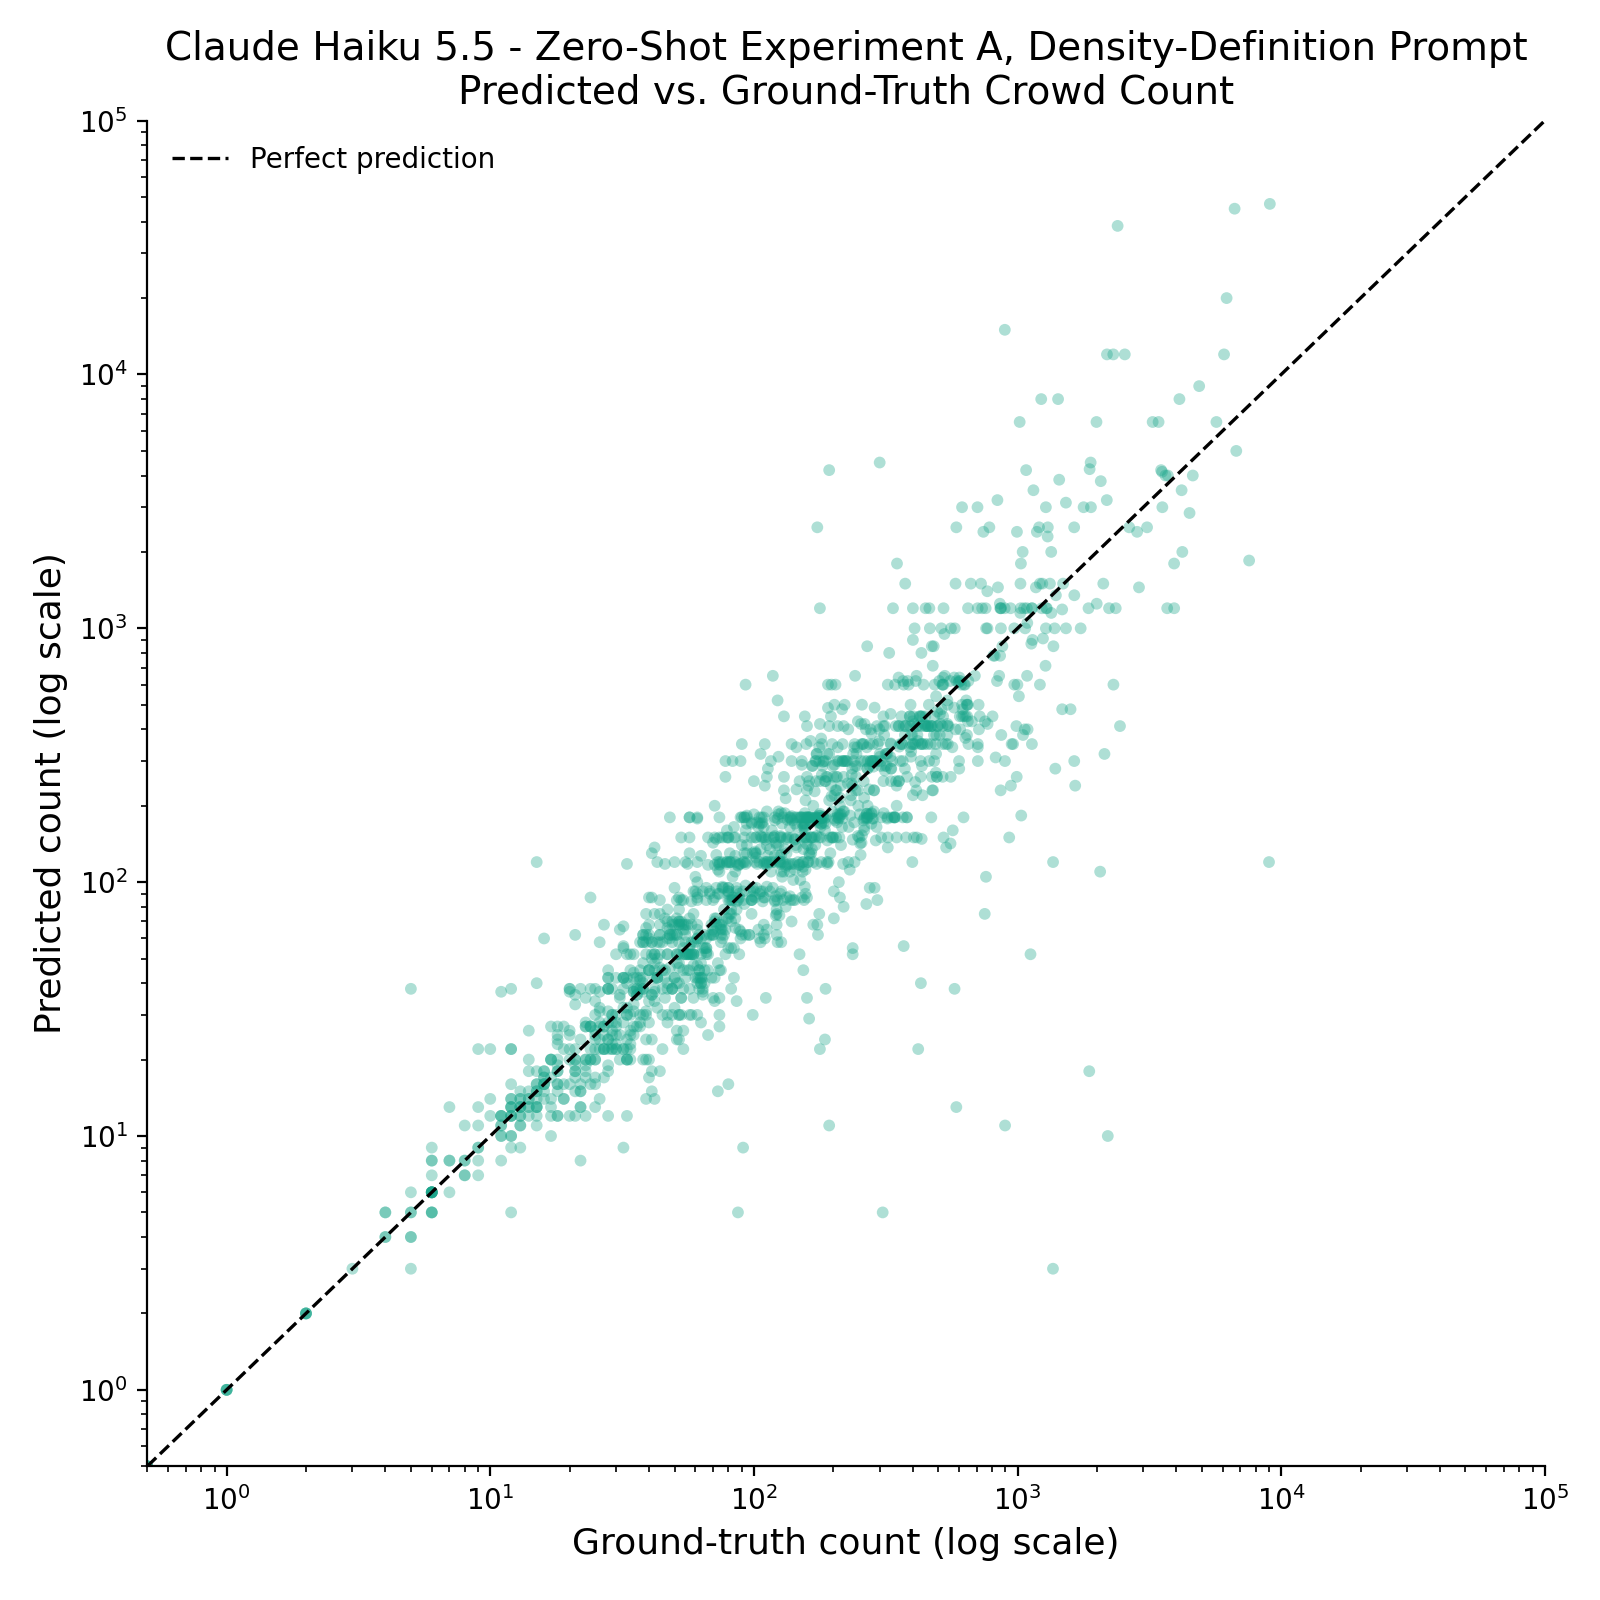 Claude Haiku 5.5 - Zero-Shot Experiment A, Density-Definition Prompt
Predicted vs. Ground-Truth Crowd Count
Perfect prediction
Predicted count (log scale)
10⁵
10⁴
10³
10²
10¹
10⁰
10⁰ 10¹ 10² 10³ 10⁴ 10⁵
Ground-truth count (log scale)